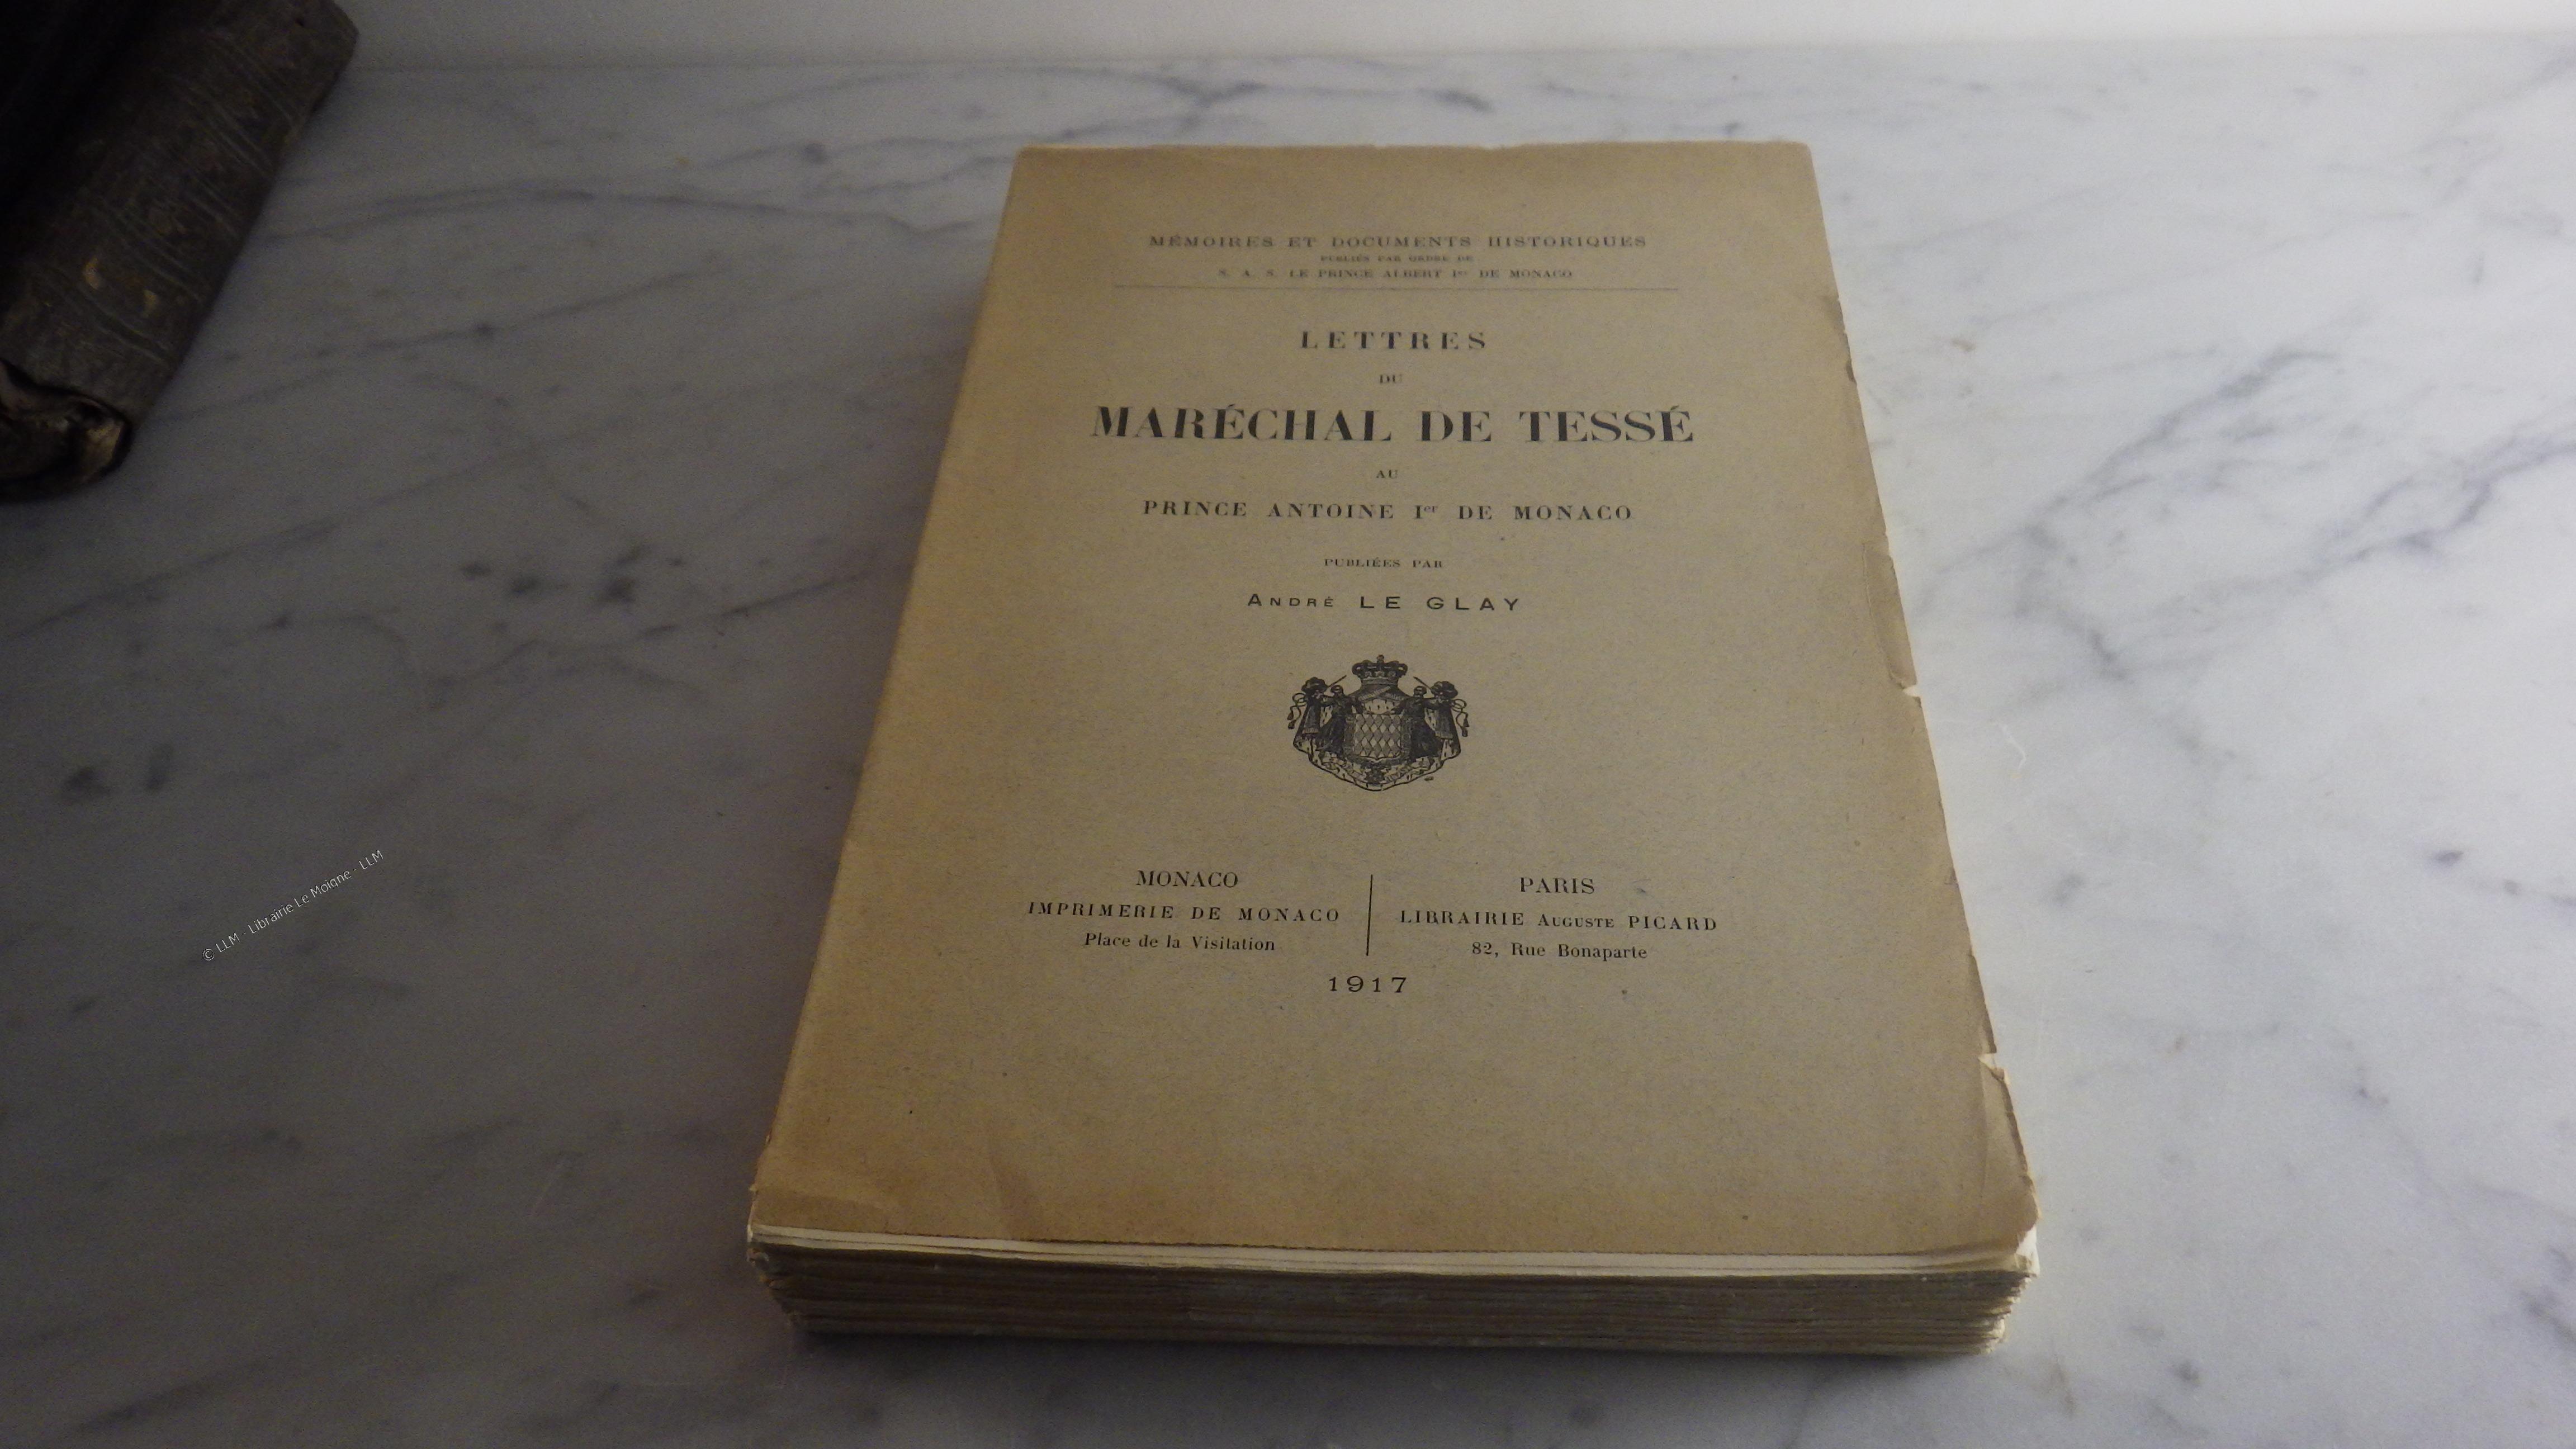 MÉMOIRES ET DOCUMENTS HISTORIQUES
PUBLIÉS PAR ORDRE DE
S. A. S. LE PRINCE ALBERT Ier DE MONACO
LETTRES
DU
MARÉCHAL DE TESSÉ
AU
PRINCE ANTOINE Ier DE MONACO
PUBLIÉES PAR
ANDRÉ LE GLAY
MONACO
IMPRIMERIE DE MONACO
Place de la Visitation
PARIS
LIBRAIRIE AUGUSTE PICARD
82, Rue Bonaparte
1917
© LLM - Librairie Le Moigne - LLM